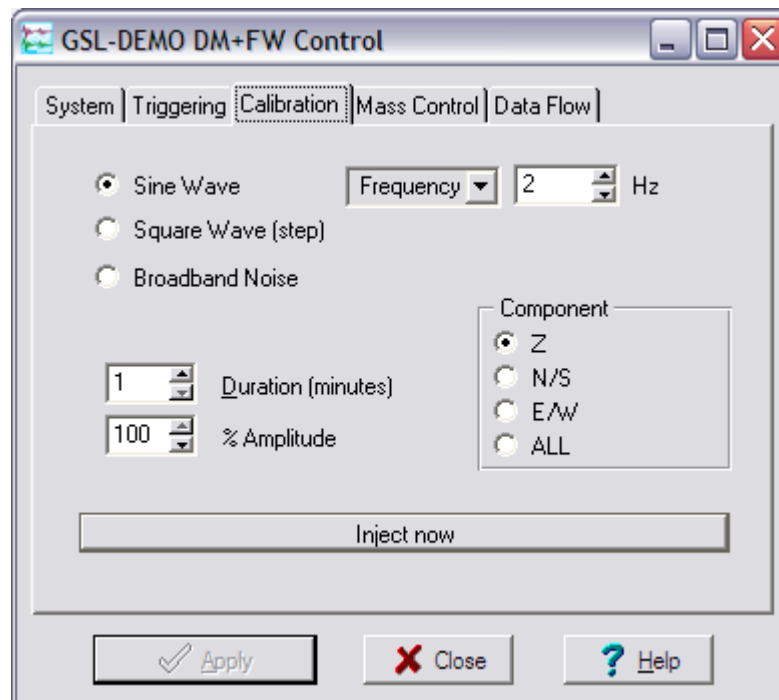 GSL-DEMO DM+FW Control
System Triggering Calibration Mass Control Data Flow
Sine Wave Frequency 2 Hz
Square Wave (step)
Broadband Noise
Component
Z
N/S
E/W
ALL
1 Duration (minutes)
100 % Amplitude
Inject now
Apply Close Help